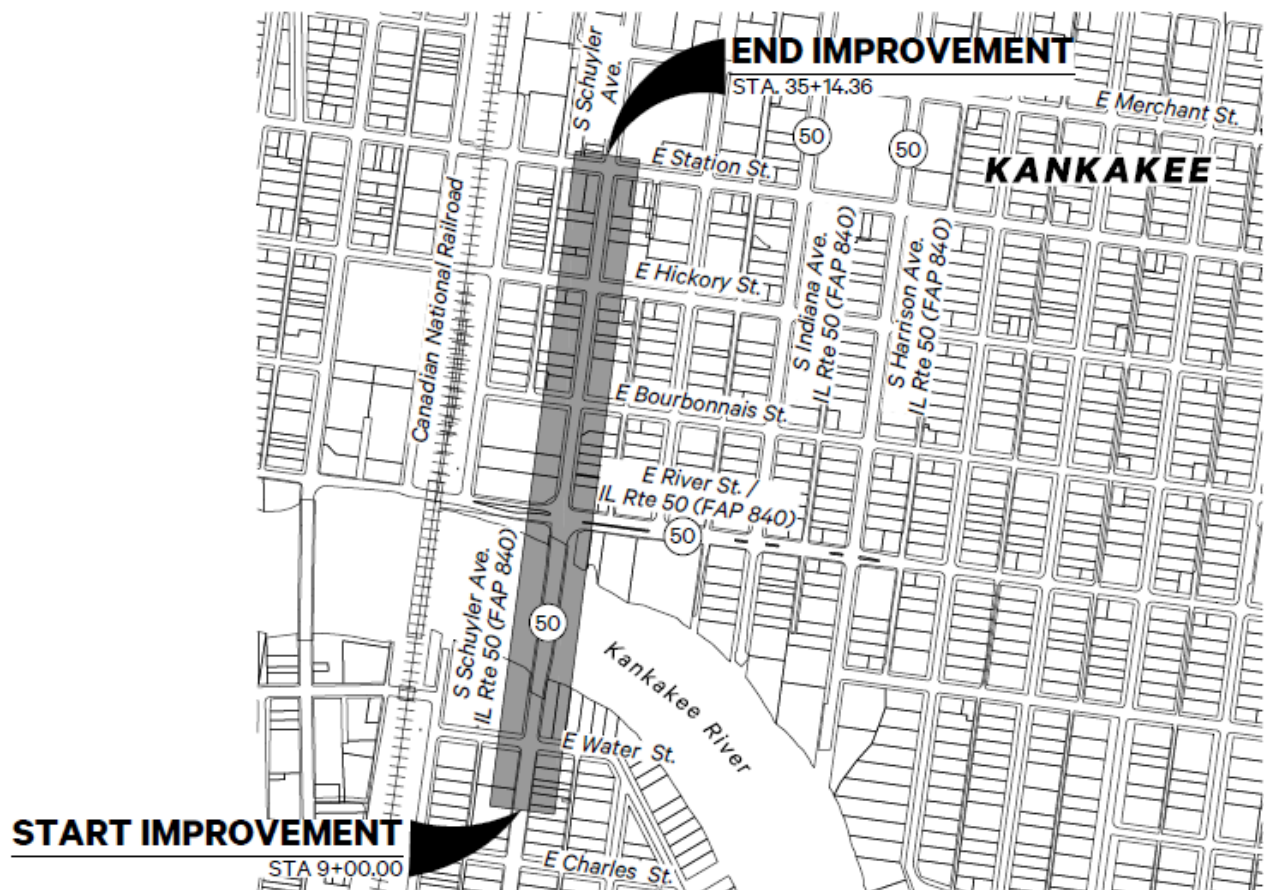 S Schuyler
Ave.
END IMPROVEMENT
STA. 35+14.36
E Merchant St.
50
50
KANKAKEE
E Station St.
Canadian National Railroad
E Hickory St.
S Indiana Ave.
IL Rte 50 (FAP 840)
S Harrison Ave.
IL Rte 50 (FAP 840)
E Bourbonnais St.
E River St. /
IL Rte 50 (FAP 840)
50
S Schuyler Ave.
IL Rte 50 (FAP 840)
50
Kankakee River
E Water St.
START IMPROVEMENT
STA 9+00.00
E Charles St.